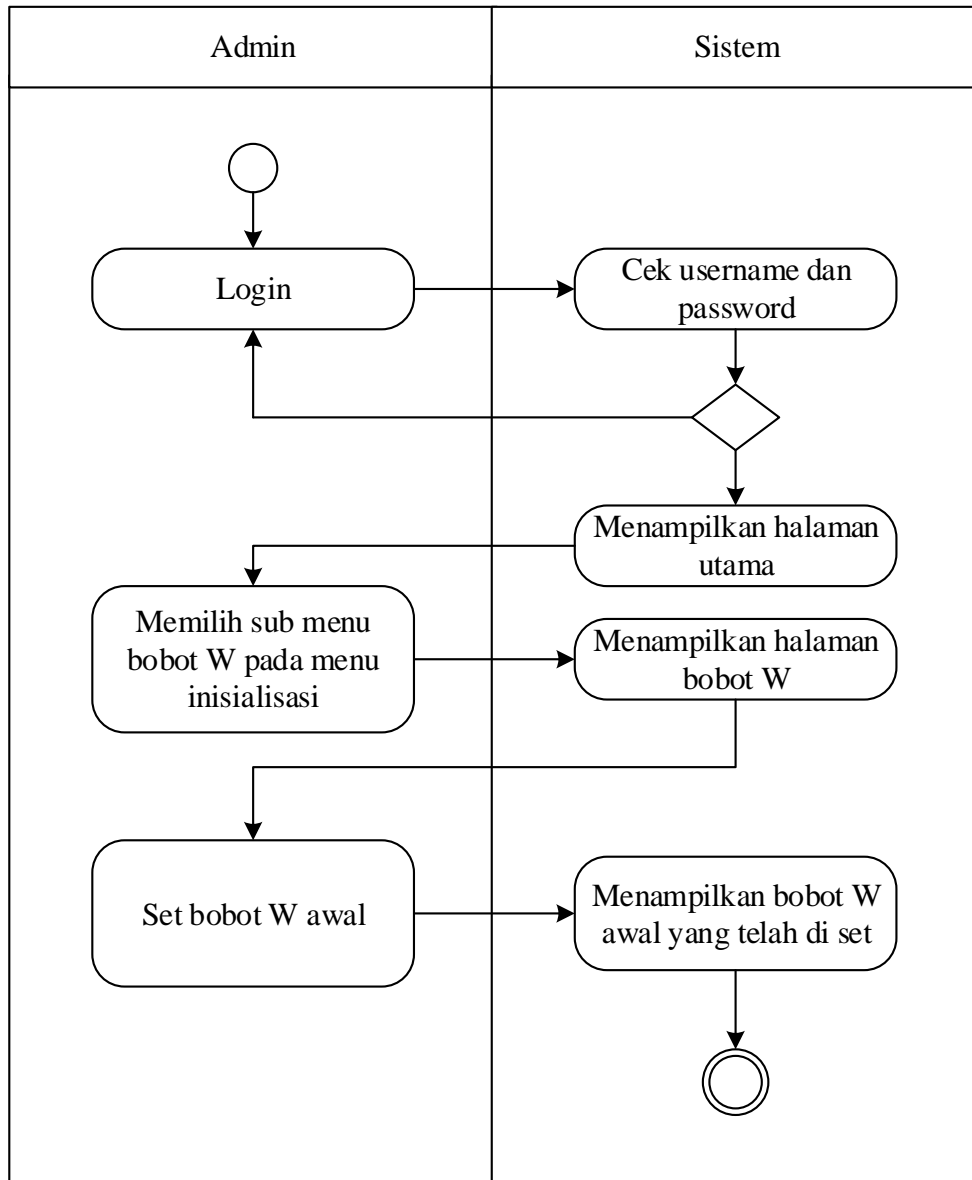 Admin
Sistem
Login
Cek username dan
password
Menampilkan halaman
utama
Memilih sub menu
bobot W pada menu
inisialisasi
Menampilkan halaman
bobot W
Set bobot W awal
Menampilkan bobot W
awal yang telah di set